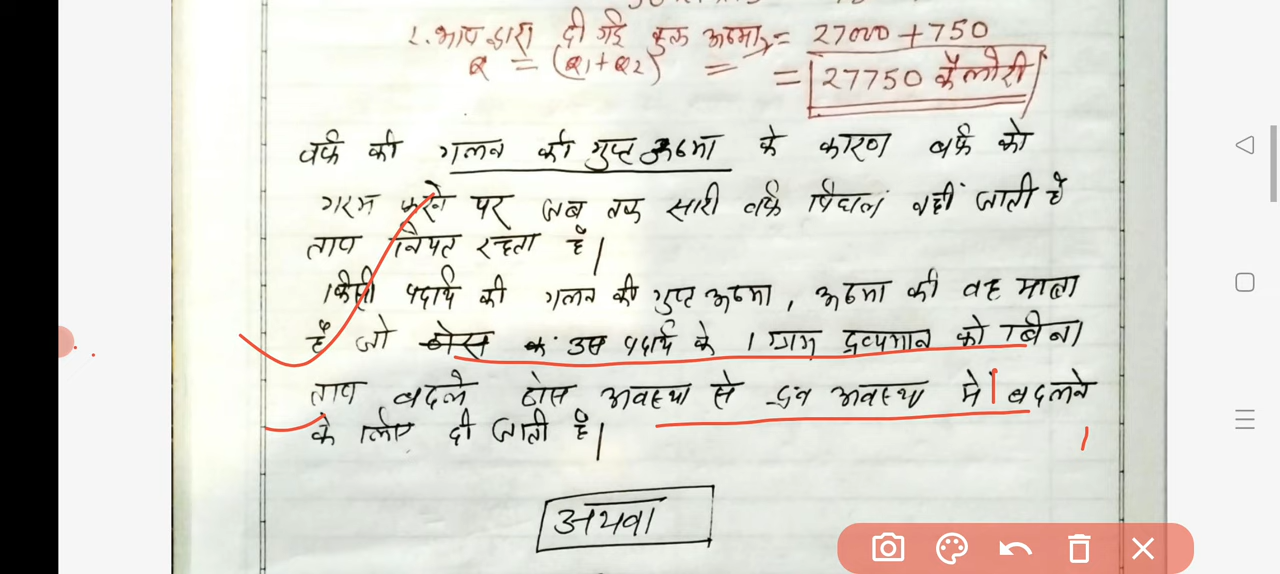 2. भाप द्वारा दी गई कुल ऊष्मा = 27000 + 750
Q = (Q1 + Q2) = = 27750 कैलोरी
बर्फ की गलन की गुप्त ऊष्मा के कारण बर्फ को
गरम करने पर जब तक सारी बर्फ पिघल नहीं जाती है
ताप नियत रहता है।
किसी पदार्थ की गलन की गुप्त ऊष्मा, ऊष्मा की वह मात्रा
है जो ठोस क उस पदार्थ के 1 ग्राम द्रव्यमान को बिना
ताप बदले ठोस अवस्था से द्रव अवस्था मे बदलने
के लिए दी जाती है।
अथवा